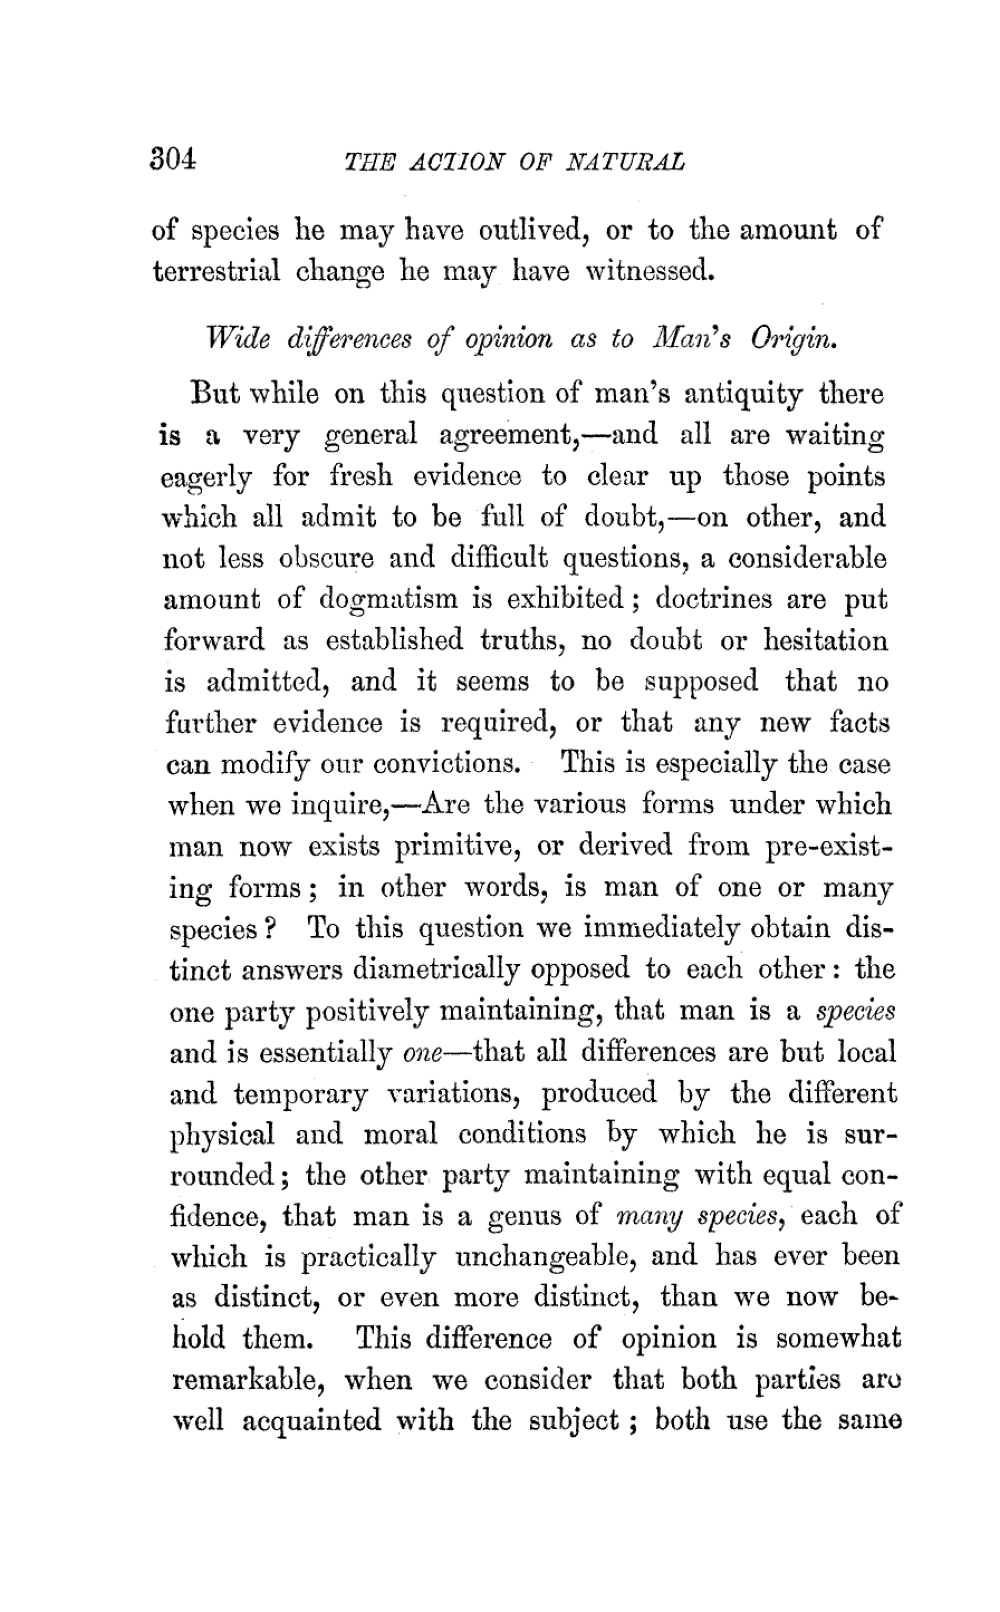 304 THE ACTION OF NATURAL
of species he may have outlived, or to the amount of
terrestrial change he may have witnessed.
Wide differences of opinion as to Man's Origin.
But while on this question of man's antiquity there
is a very general agreement,—and all are waiting
eagerly for fresh evidence to clear up those points
which all admit to be full of doubt,—on other, and
not less obscure and difficult questions, a considerable
amount of dogmatism is exhibited; doctrines are put
forward as established truths, no doubt or hesitation
is admitted, and it seems to be supposed that no
further evidence is required, or that any new facts
can modify our convictions. This is especially the case
when we inquire,—Are the various forms under which
man now exists primitive, or derived from pre-exist-
ing forms; in other words, is man of one or many
species? To this question we immediately obtain dis-
tinct answers diametrically opposed to each other: the
one party positively maintaining, that man is a species
and is essentially one—that all differences are but local
and temporary variations, produced by the different
physical and moral conditions by which he is sur-
rounded; the other party maintaining with equal con-
fidence, that man is a genus of many species, each of
which is practically unchangeable, and has ever been
as distinct, or even more distinct, than we now be-
hold them. This difference of opinion is somewhat
remarkable, when we consider that both parties are
well acquainted with the subject; both use the same